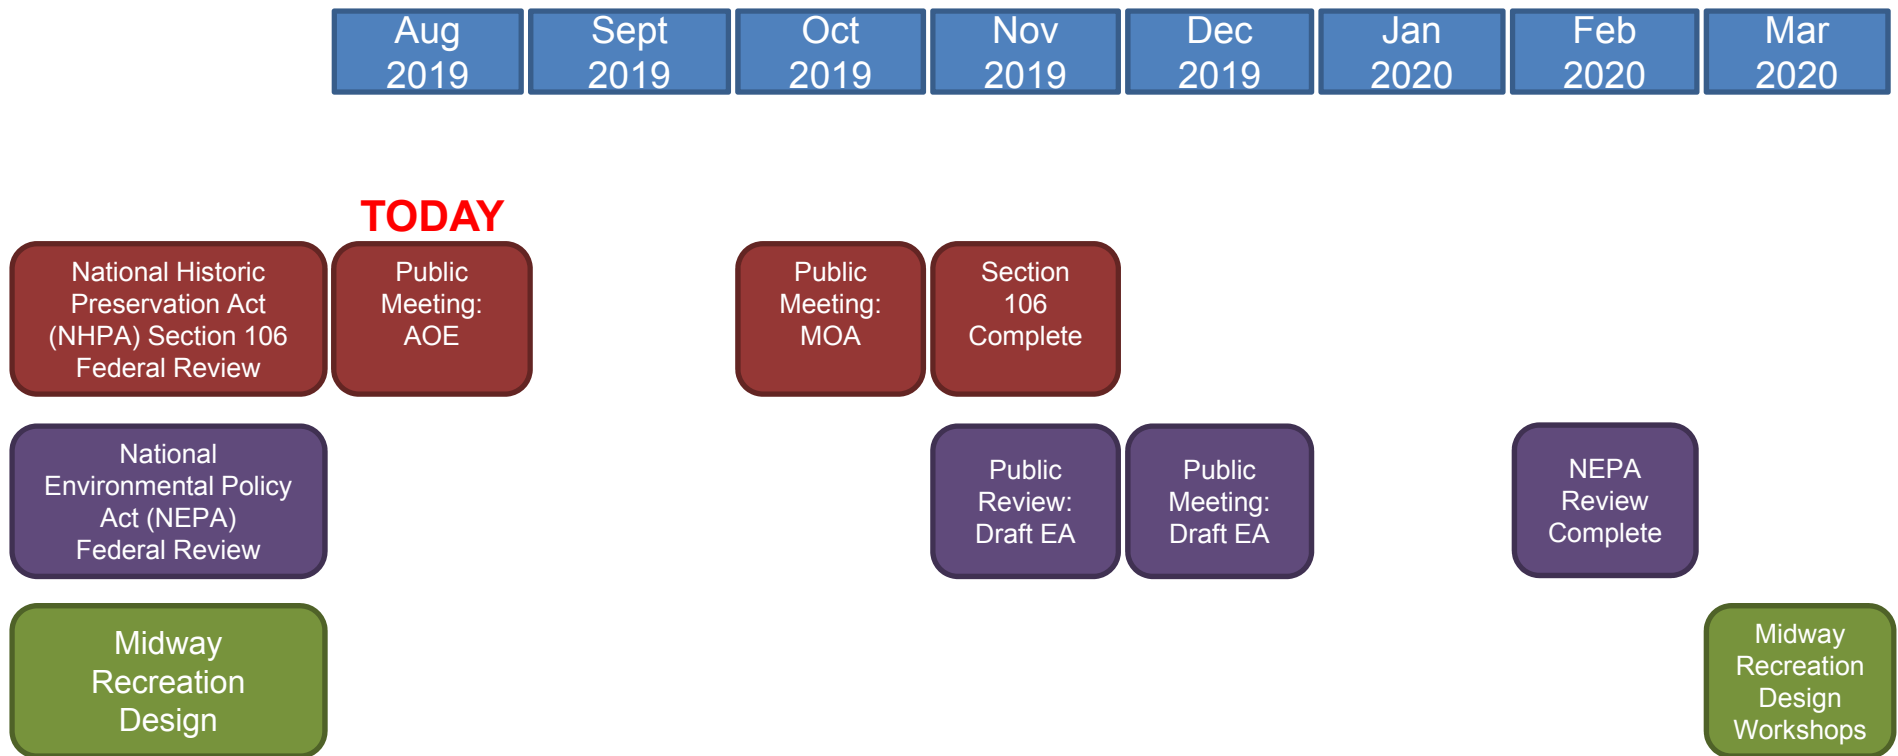 Aug
2019
Sept
2019
Oct
2019
Nov
2019
Dec
2019
Jan
2020
Feb
2020
Mar
2020
TODAY
National Historic
Preservation Act
(NHPA) Section 106
Federal Review
Public
Meeting:
AOE
Public
Meeting:
MOA
Section
106
Complete
National
Environmental Policy
Act (NEPA)
Federal Review
Public
Review:
Draft EA
Public
Meeting:
Draft EA
NEPA
Review
Complete
Midway
Recreation
Design
Midway
Recreation
Design
Workshops